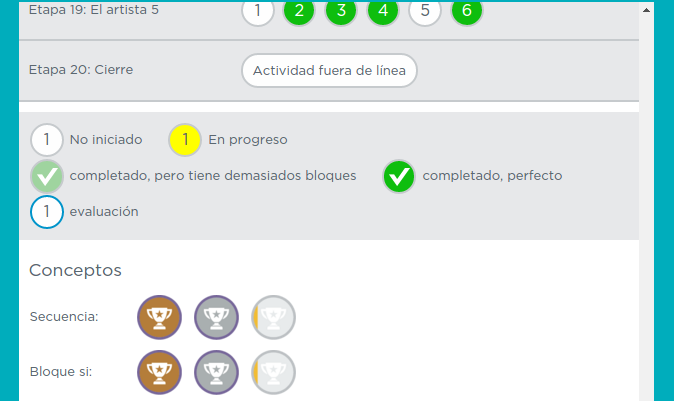 Etapa 19: El artista 5 1 2 3 4 5 6
Etapa 20: Cierre Actividad fuera de línea
1 No iniciado 1 En progreso
completado, pero tiene demasiados bloques completado, perfecto
1 evaluación
Conceptos
Secuencia:
Bloque si: